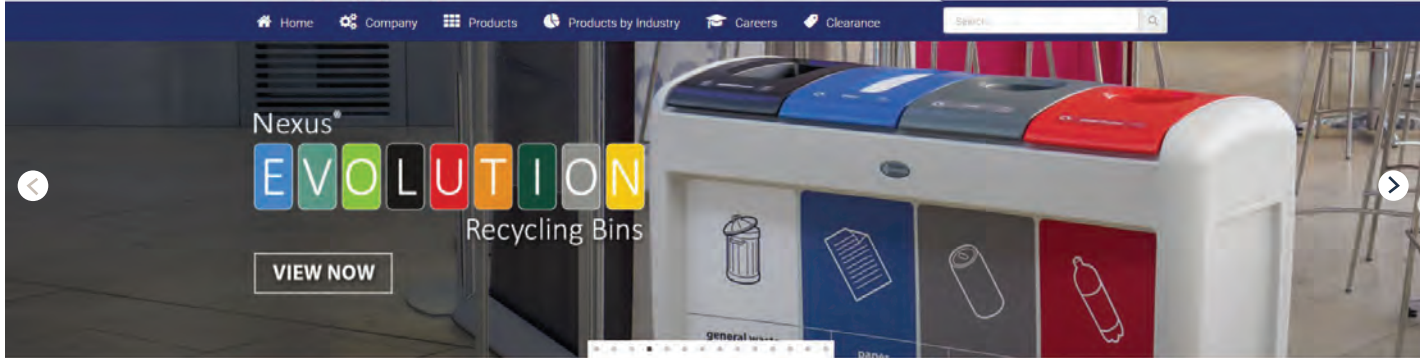 Home Company Products Products by Industry Careers Clearance Search...
Nexus®
EVOLUTION
Recycling Bins
VIEW NOW
general waste
paper